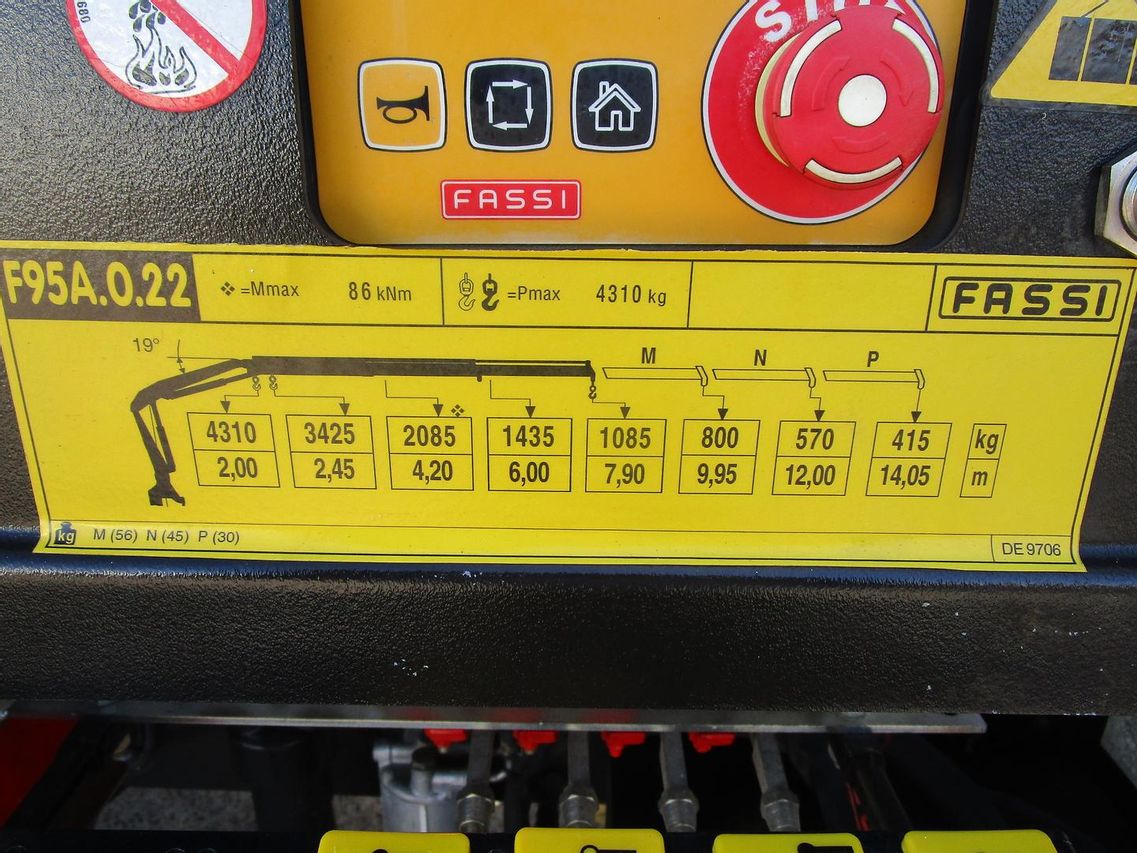 STOP
FASSI
F95A.0.22
❖ =Mmax 86 kNm
=Pmax 4310 kg
FASSI
19°
M N P
❖
4310 3425 2085 1435 1085 800 570 415 kg
2,00 2,45 4,20 6,00 7,90 9,95 12,00 14,05 m
kg M (56) N (45) P (30)
DE 9706